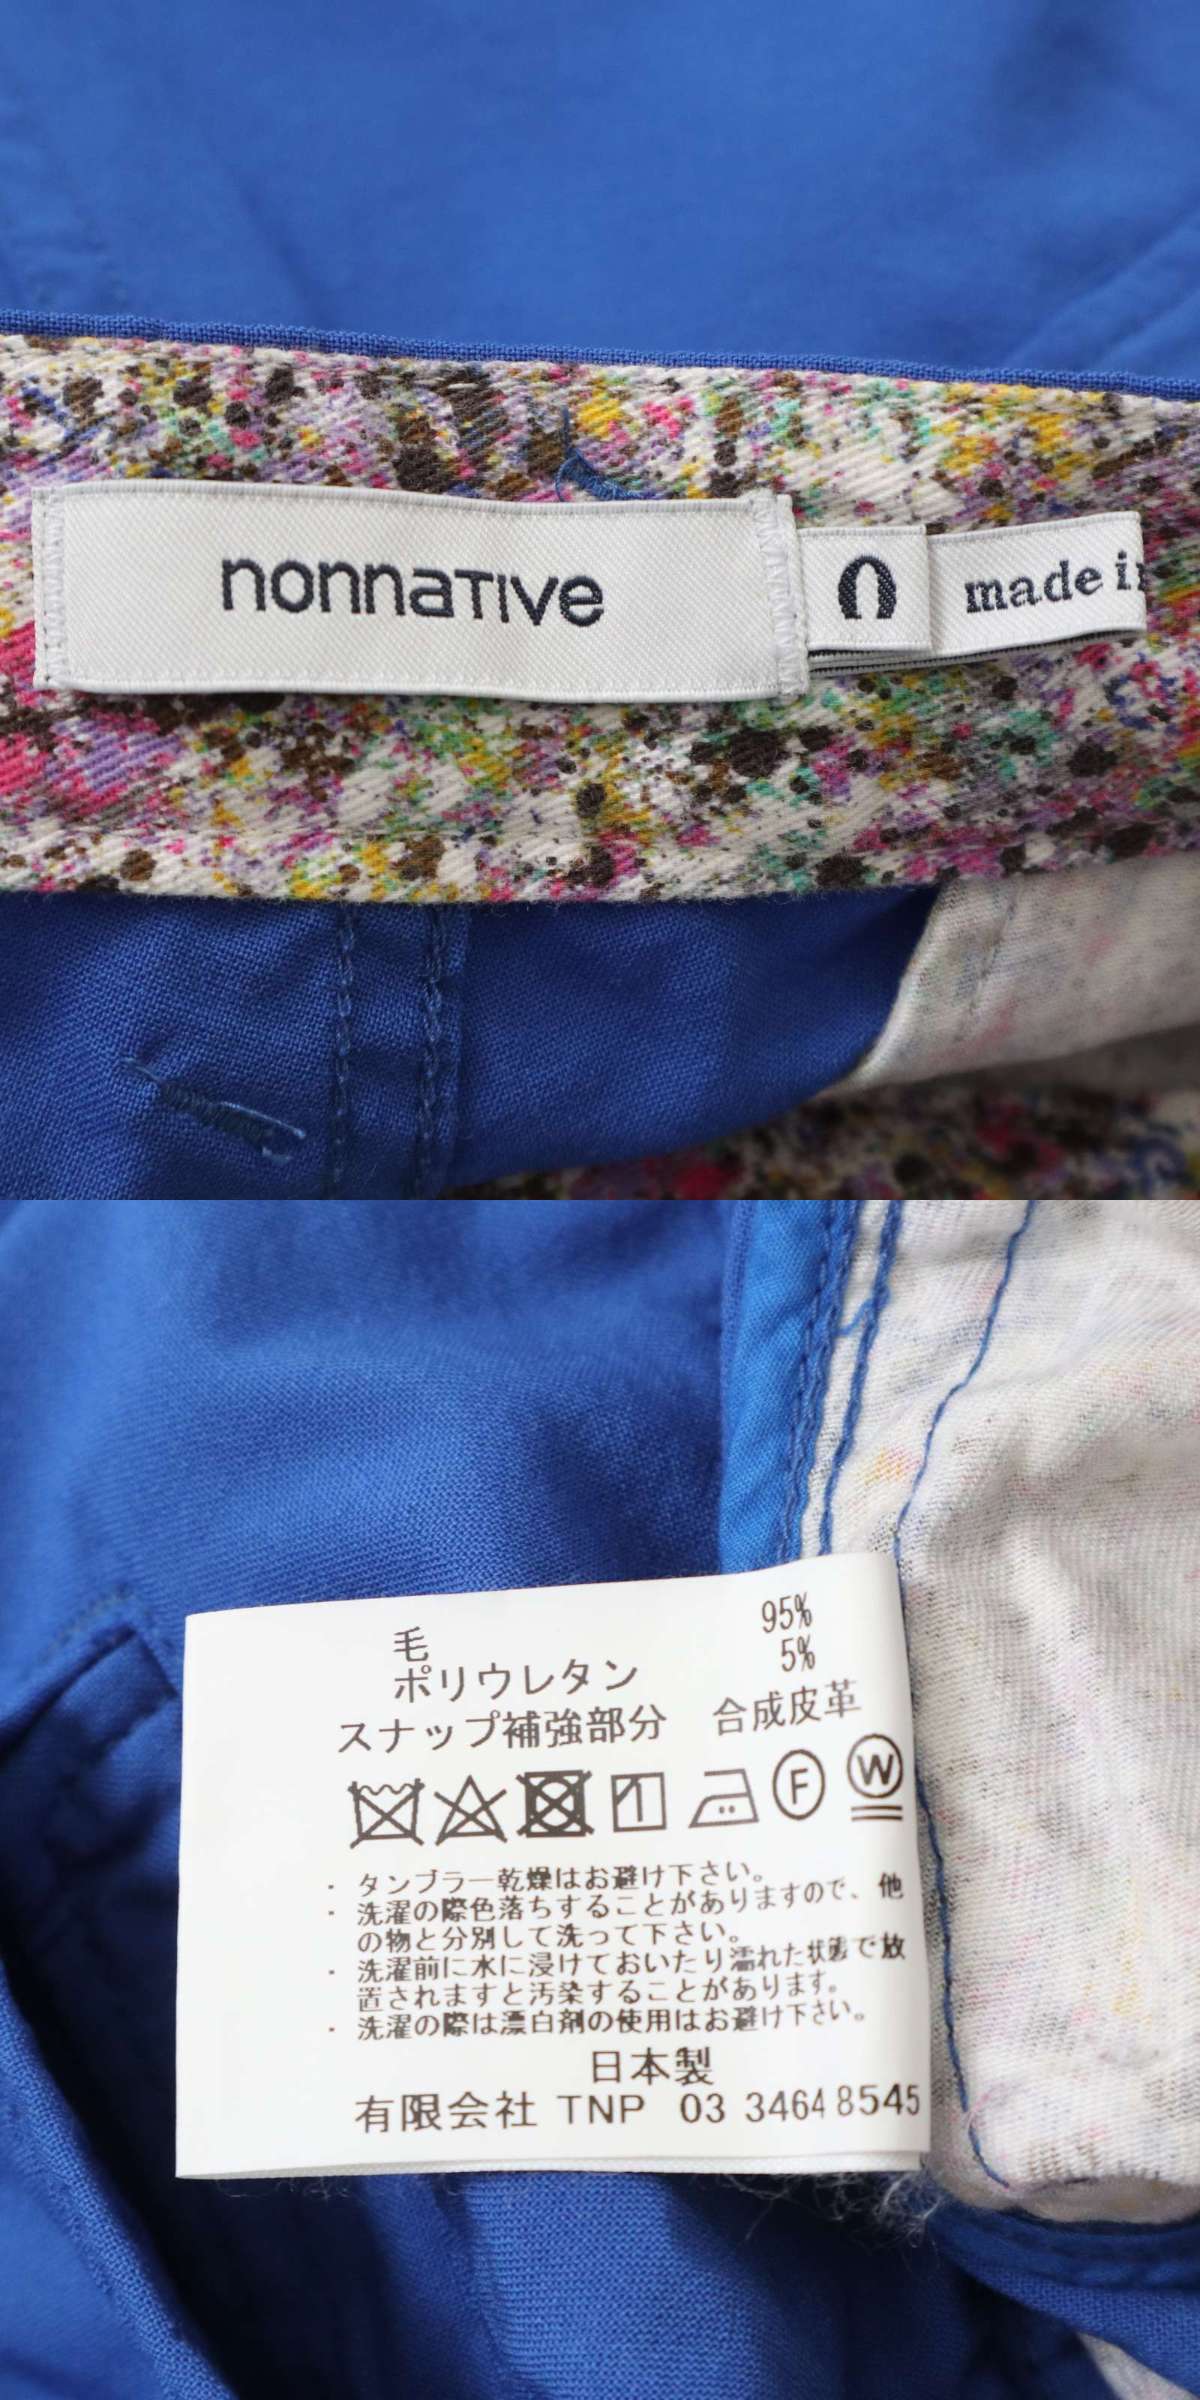 nonnative
made in
毛 95%
ポリウレタン 5%
スナップ補強部分 合成皮革
F W
・タンブラー乾燥はお避け下さい。
・洗濯の際色落ちすることがありますので、他
の物と分別して洗って下さい。
・洗濯前に水に浸けておいたり濡れた状態で放
置されますと汚染することがあります。
・洗濯の際は漂白剤の使用はお避け下さい。
日本製
有限会社 TNP 03 3464 8545